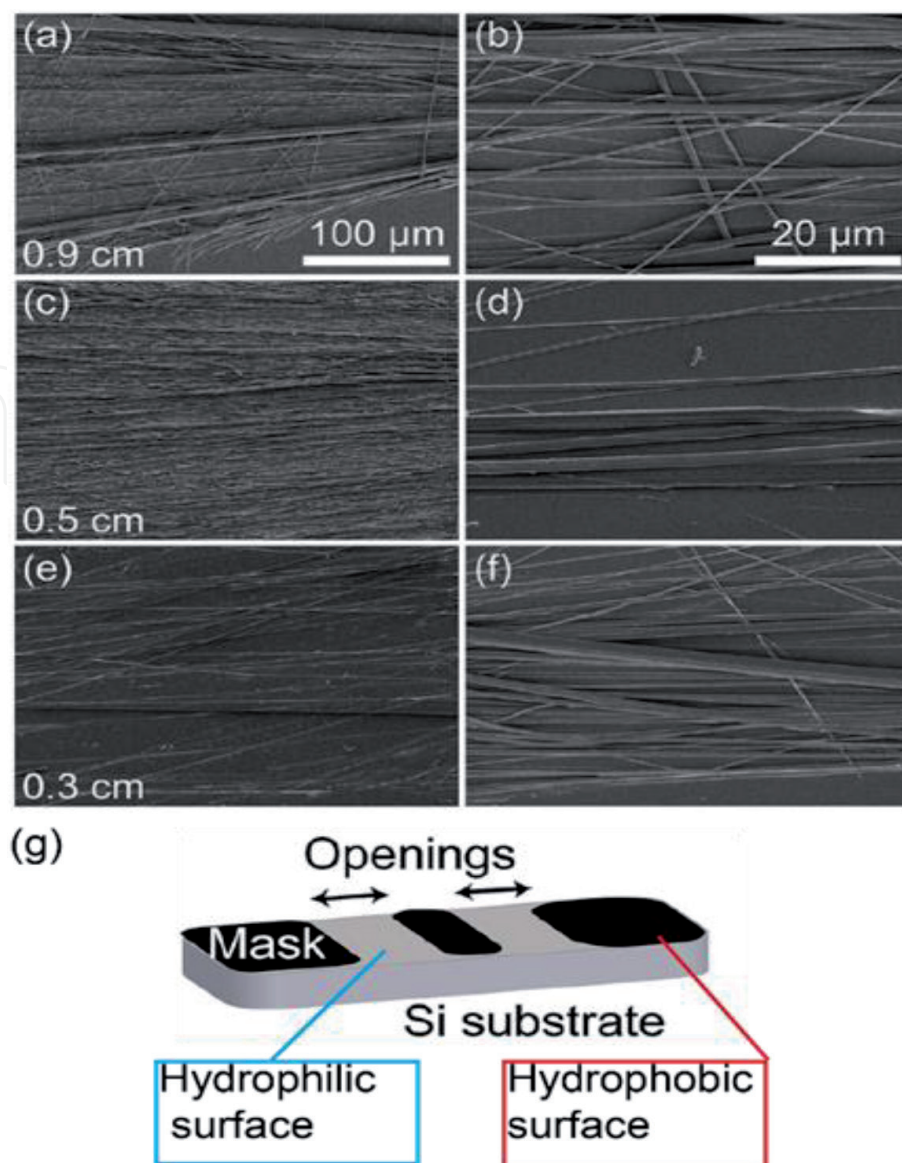 (a)
(b)
0.9 cm
100 μm
20 μm
(c)
(d)
0.5 cm
(e)
(f)
0.3 cm
(g)
Openings
Mask
Si substrate
Hydrophilic
surface
Hydrophobic
surface